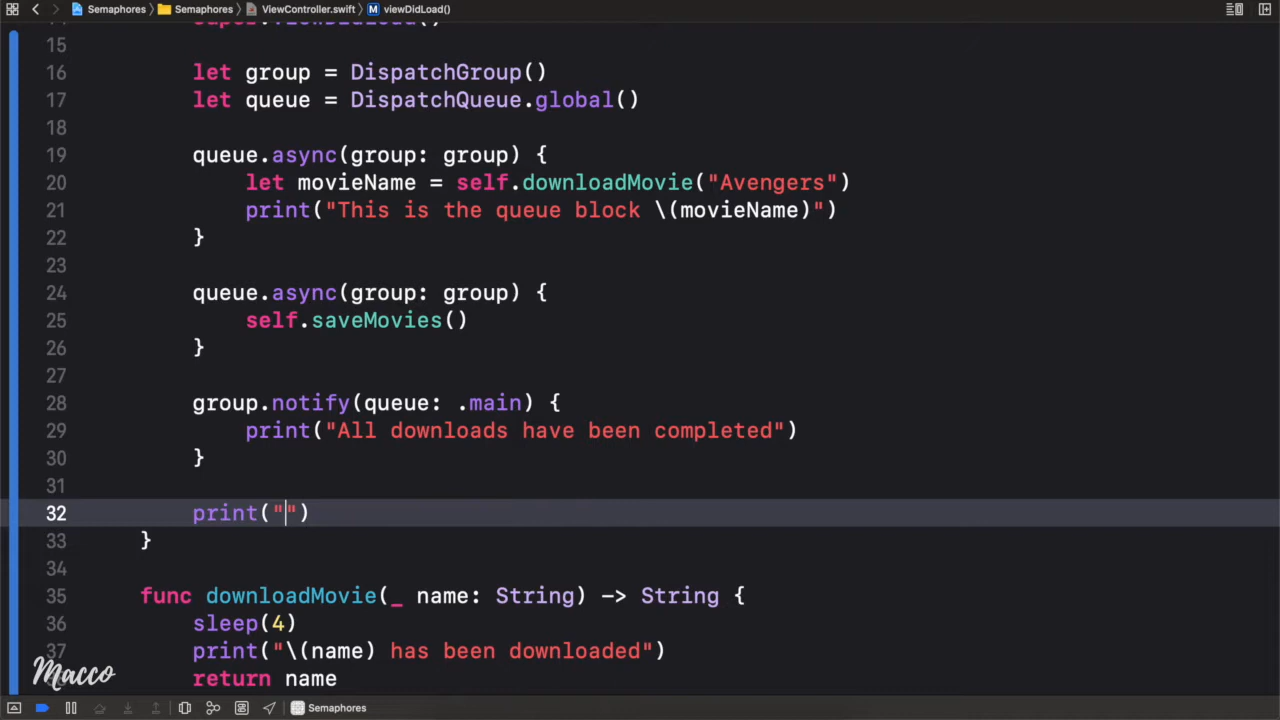 Semaphores Semaphores ViewController.swift M viewDidLoad()
14 super.viewDidLoad()
15
16 let group = DispatchGroup()
17 let queue = DispatchQueue.global()
18
19 queue.async(group: group) {
20 let movieName = self.downloadMovie("Avengers")
21 print("This is the queue block \(movieName)")
22 }
23
24 queue.async(group: group) {
25 self.saveMovies()
26 }
27
28 group.notify(queue: .main) {
29 print("All downloads have been completed")
30 }
31
32 print("")
33 }
34
35 func downloadMovie(_ name: String) -> String {
36 sleep(4)
37 print("\(name) has been downloaded")
return name
Macco
Semaphores